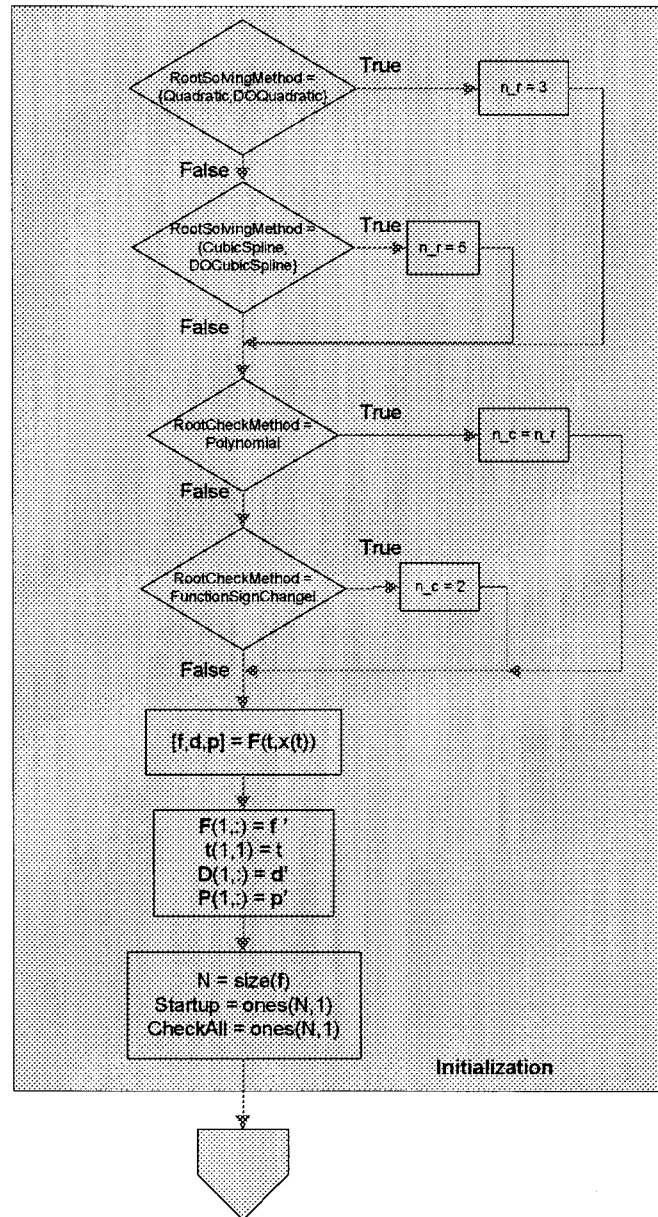 RootSolvingMethod =
{Quadratic,DOQuadratic}
True
n_r = 3
False
RootSolvingMethod =
{CubicSpline,
DOCubicSpline}
True
n_r = 5
False
RootCheckMethod =
Polynomial
True
n_c = n_r
False
RootCheckMethod =
FunctionSignChangel
True
n_c = 2
False
[f,d,p] = F(t,x(t))
F(1,:) = f '
t(1,1) = t
D(1,:) = d'
P(1,:) = p'
N = size(f)
Startup = ones(N,1)
CheckAll = ones(N,1)
Initialization